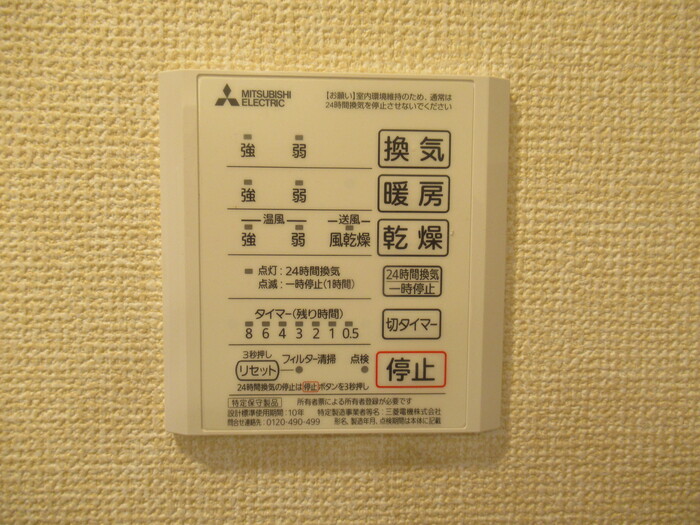 MITSUBISHI
ELECTRIC
【お願い】室内環境維持のため、通常は
24時間換気を停止させないでください
強 弱 換気
強 弱 暖房
温風 送風
強 弱 風乾燥 乾燥
点灯：24時間換気
点滅：一時停止(1時間)
24時間換気
一時停止
タイマー(残り時間)
8 6 4 3 2 1 0.5
切タイマー
3秒押し
リセット フィルター清掃 点検
停止
24時間換気の停止は停止ボタンを3秒押し
特定保守製品 所有者票による所有者登録が必要です
設計標準使用期間：10年 特定製造事業者等名：三菱電機株式会社
問合せ連絡先：0120-490-499 形名、製造年月、点検期間は本体に記載